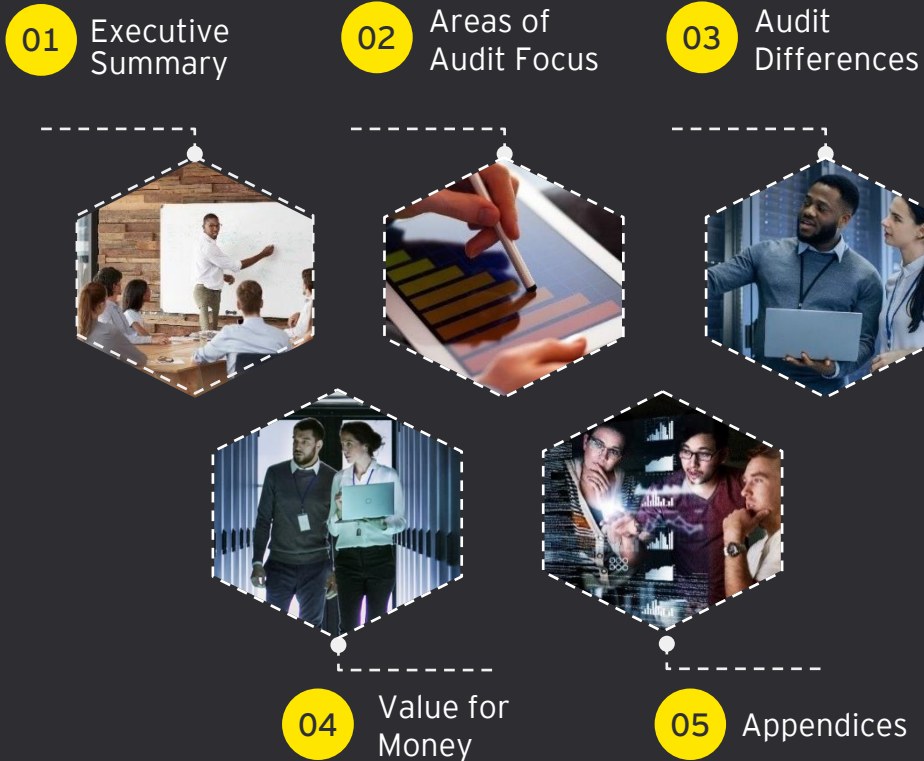 01
Executive
Summary
02
Areas of
Audit Focus
03
Audit
Differences
04
Value for
Money
05
Appendices